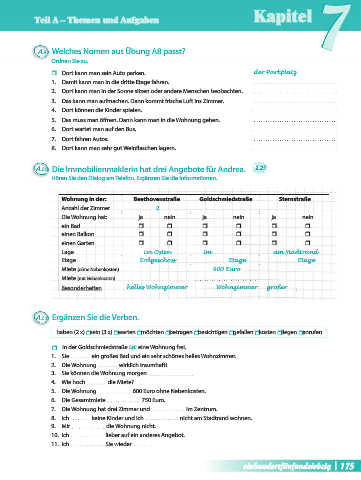 Teil A – Themen und Aufgaben
Kapitel 7
Welches Nomen aus Übung A8 passt?
Ordnen Sie zu.
Dort kann man sein Auto parken. der Parkplatz
1. Damit kann man in die dritte Etage fahren.
2. Dort kann man in der Sonne sitzen oder andere Menschen beobachten.
3. Das kann man aufmachen. Dann kommt frische Luft ins Zimmer.
4. Dort können die Kinder spielen.
5. Das muss man öffnen. Dann kann man in die Wohnung gehen.
6. Dort wartet man auf den Bus.
7. Dort fahren Autos.
8. Dort kann man sehr gut Weinflaschen lagern.
Die Immobilienmaklerin hat drei Angebote für Andrea. 2.29
Hören Sie den Dialog am Telefon. Ergänzen Sie die Informationen.
Wohnung in der: Beethovenstraße Goldschmiedstraße Sternstraße
Anzahl der Zimmer 2
Die Wohnung hat: ja nein ja nein ja nein
ein Bad
einen Balkon
einen Garten
Lage im Osten im am Stadtrand
Etage Erdgeschoss Etage Etage
Miete (ohne Nebenkosten) 500 Euro
Miete (mit Nebenkosten)
Besonderheiten helles Wohnzimmer Wohnzimmer großer
Ergänzen Sie die Verben.
haben (2 x) sein (3 x) warten möchten betragen besichtigen gefallen kosten liegen anrufen
In der Goldschmiedstraße ist eine Wohnung frei.
1. Sie ein großes Bad und ein sehr schönes helles Wohnzimmer.
2. Die Wohnung wirklich traumhaft!
3. Sie können die Wohnung morgen
4. Wie hoch die Miete?
5. Die Wohnung 600 Euro ohne Nebenkosten.
6. Die Gesamtmiete 750 Euro.
7. Die Wohnung hat drei Zimmer und im Zentrum.
8. Ich keine Kinder und ich nicht am Stadtrand wohnen.
9. Mir die Wohnung nicht.
10. Ich lieber auf ein anderes Angebot.
11. Ich Sie wieder
einhundertfünfundsiebzig | 175